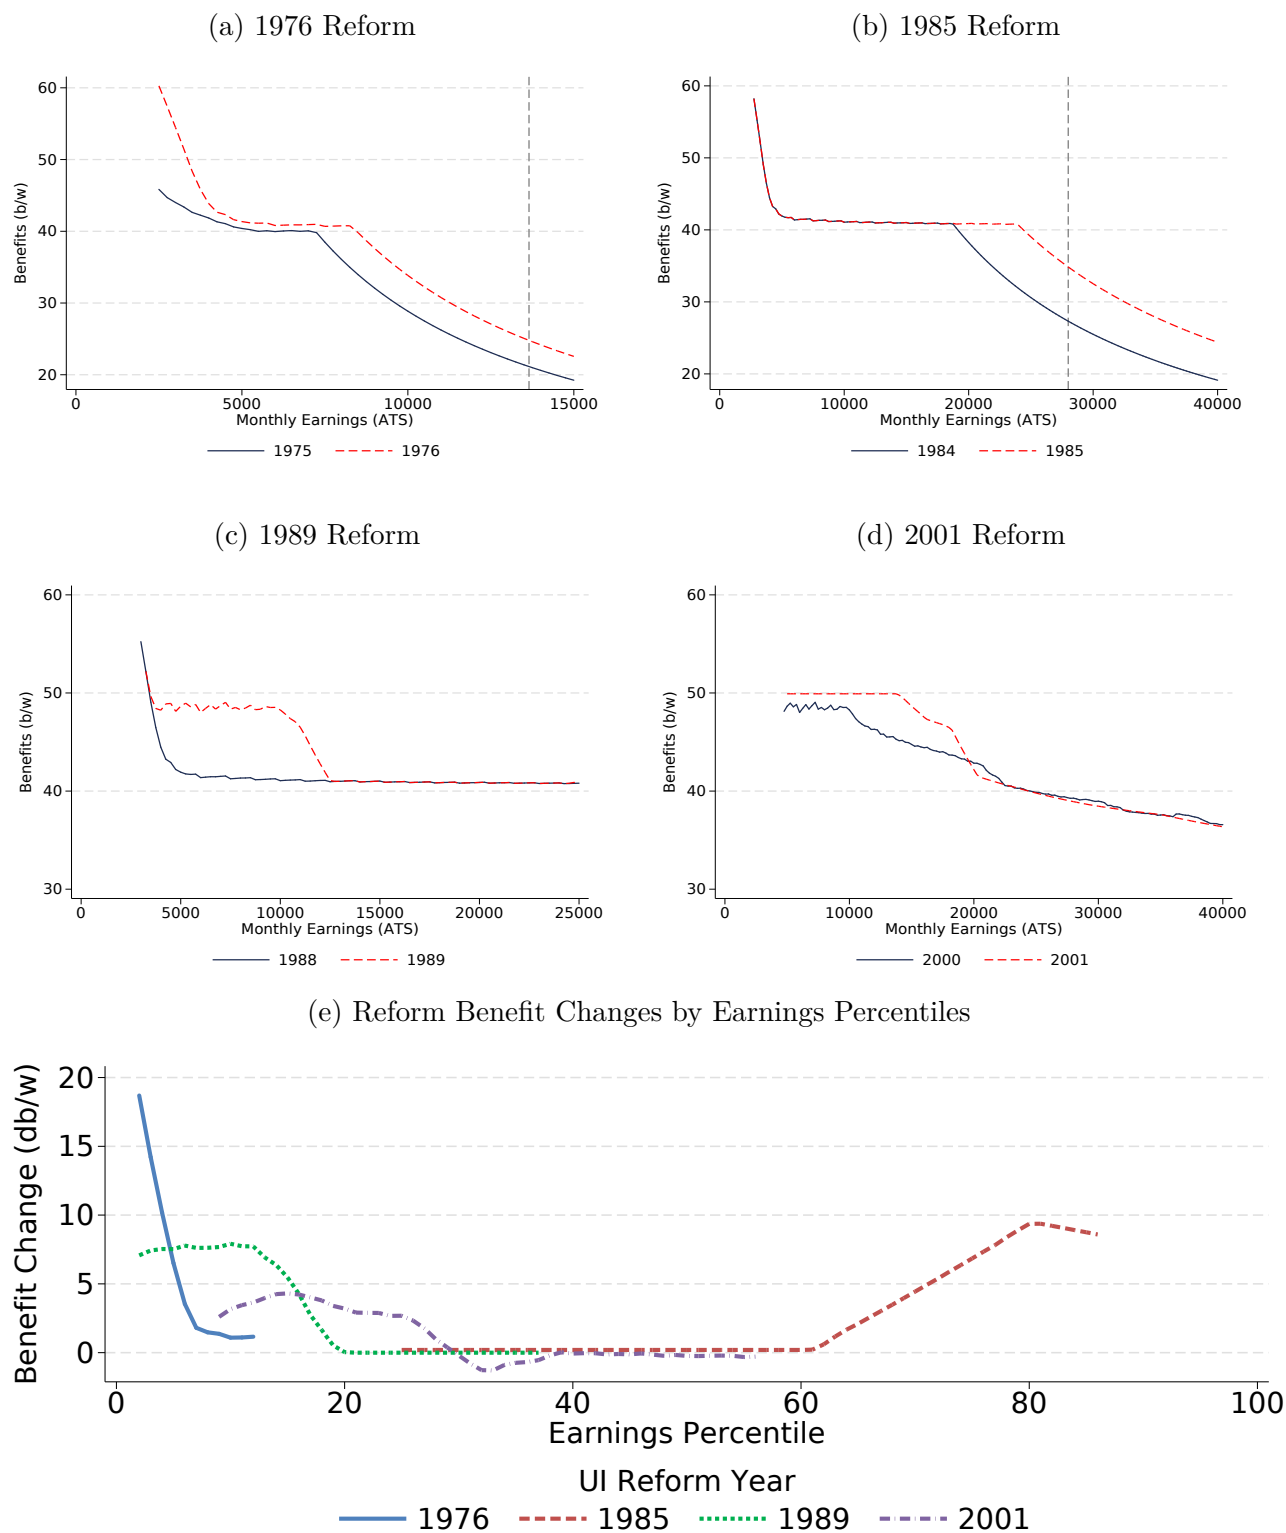 (a) 1976 Reform
60
50
40
30
20
Benefits (b/w)
0 5000 10000 15000
Monthly Earnings (ATS)
1975 1976
(b) 1985 Reform
60
50
40
30
20
Benefits (b/w)
0 10000 20000 30000 40000
Monthly Earnings (ATS)
1984 1985
(c) 1989 Reform
60
50
40
30
Benefits (b/w)
0 5000 10000 15000 20000 25000
Monthly Earnings (ATS)
1988 1989
(d) 2001 Reform
60
50
40
30
Benefits (b/w)
0 10000 20000 30000 40000
Monthly Earnings (ATS)
2000 2001
(e) Reform Benefit Changes by Earnings Percentiles
20
15
10
5
0
Benefit Change (db/w)
0 20 40 60 80 100
Earnings Percentile
UI Reform Year
1976 1985 1989 2001